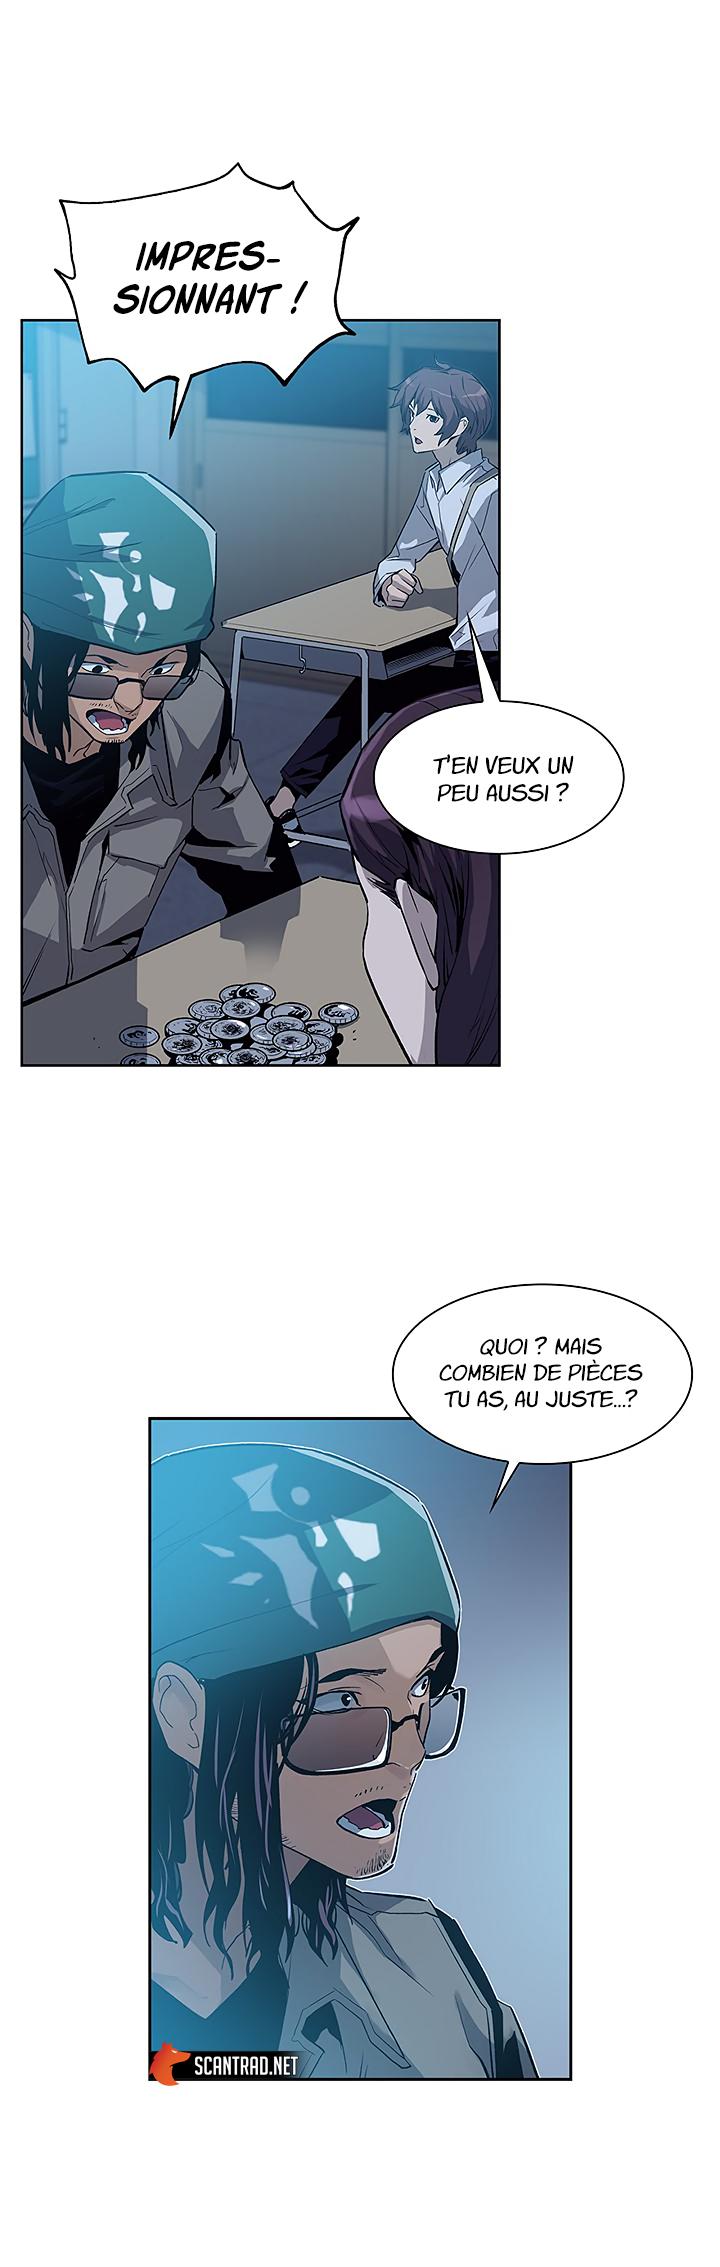 IMPRES-
SIONNANT !
T'EN VEUX UN
PEU AUSSI ?
QUOI ? MAIS
COMBIEN DE PIÈCES
TU AS, AU JUSTE...?
SCANTRAD.NET